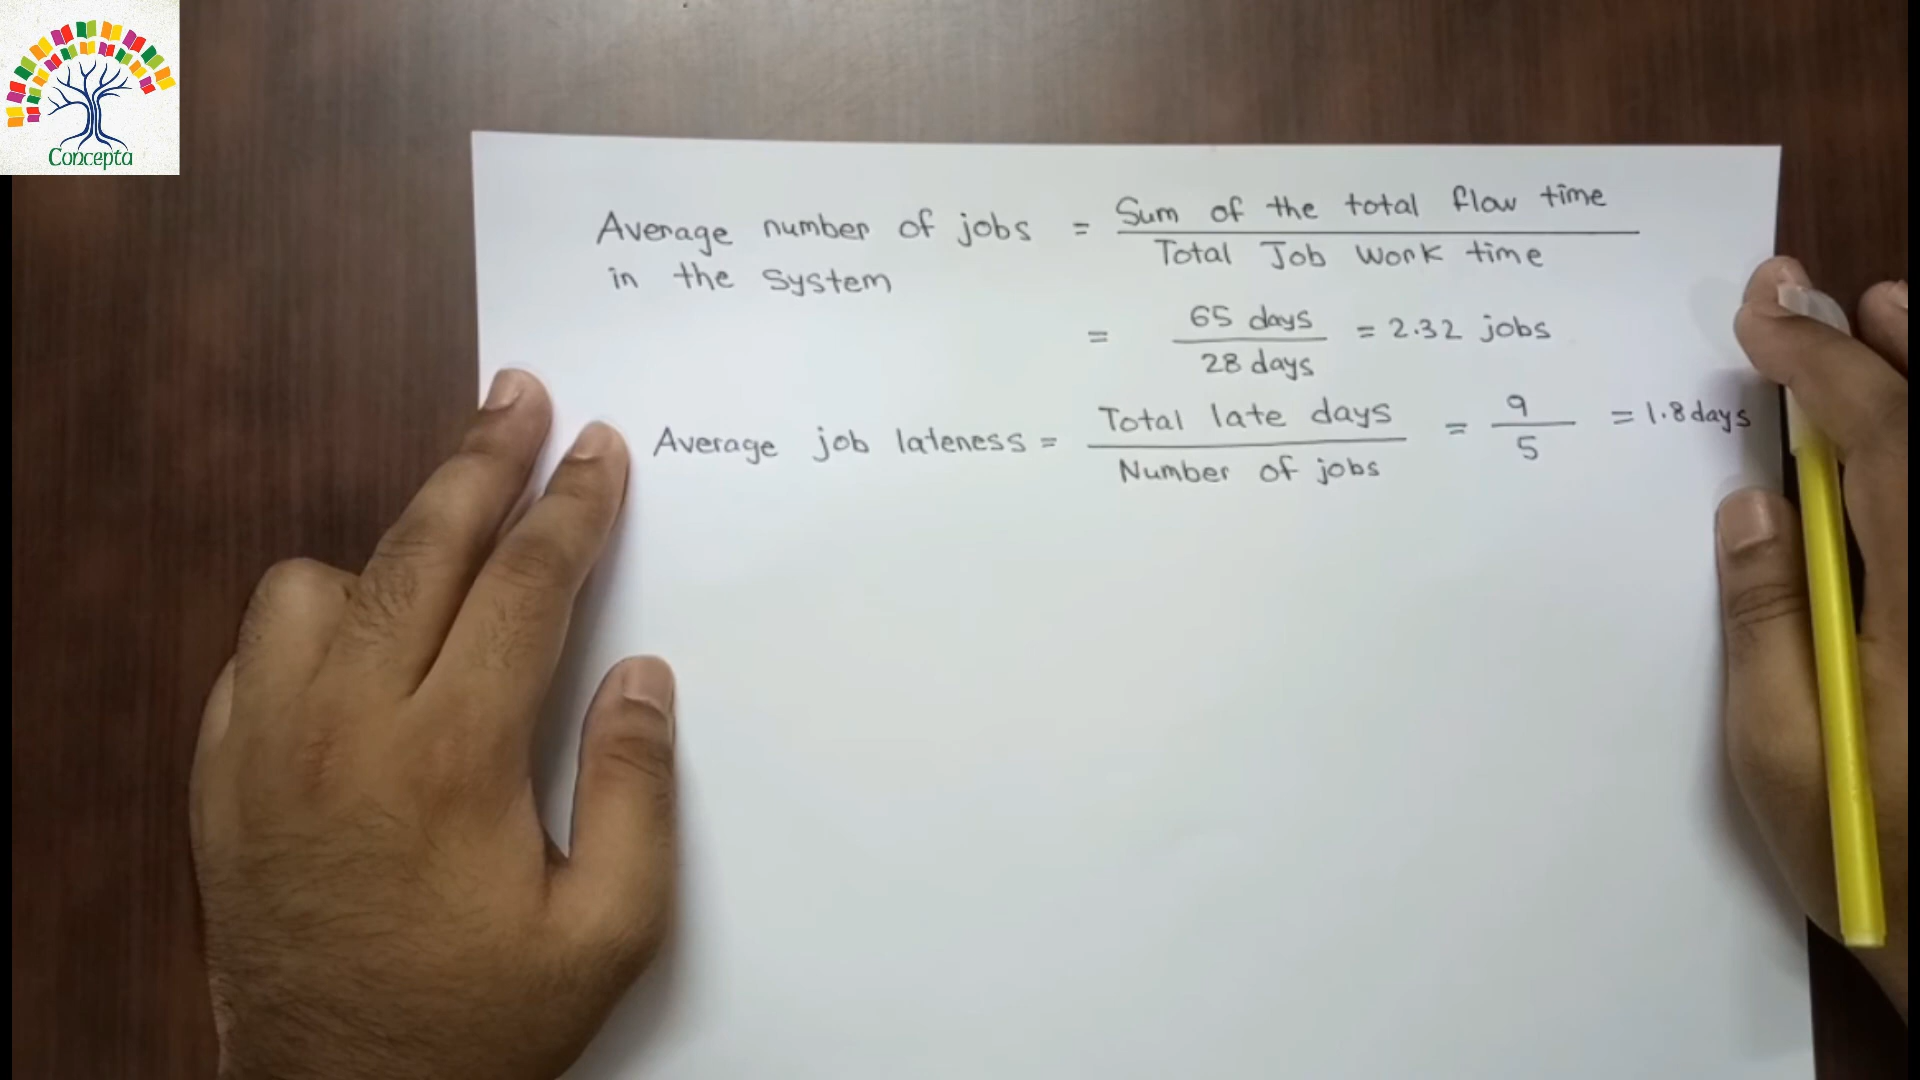 Concepta
Average number of jobs = Sum of the total flow time
Total Job work time
in the system
= 65 days = 2.32 jobs
28 days
Average job lateness = Total late days = 9 = 1.8 days
Number of jobs 5